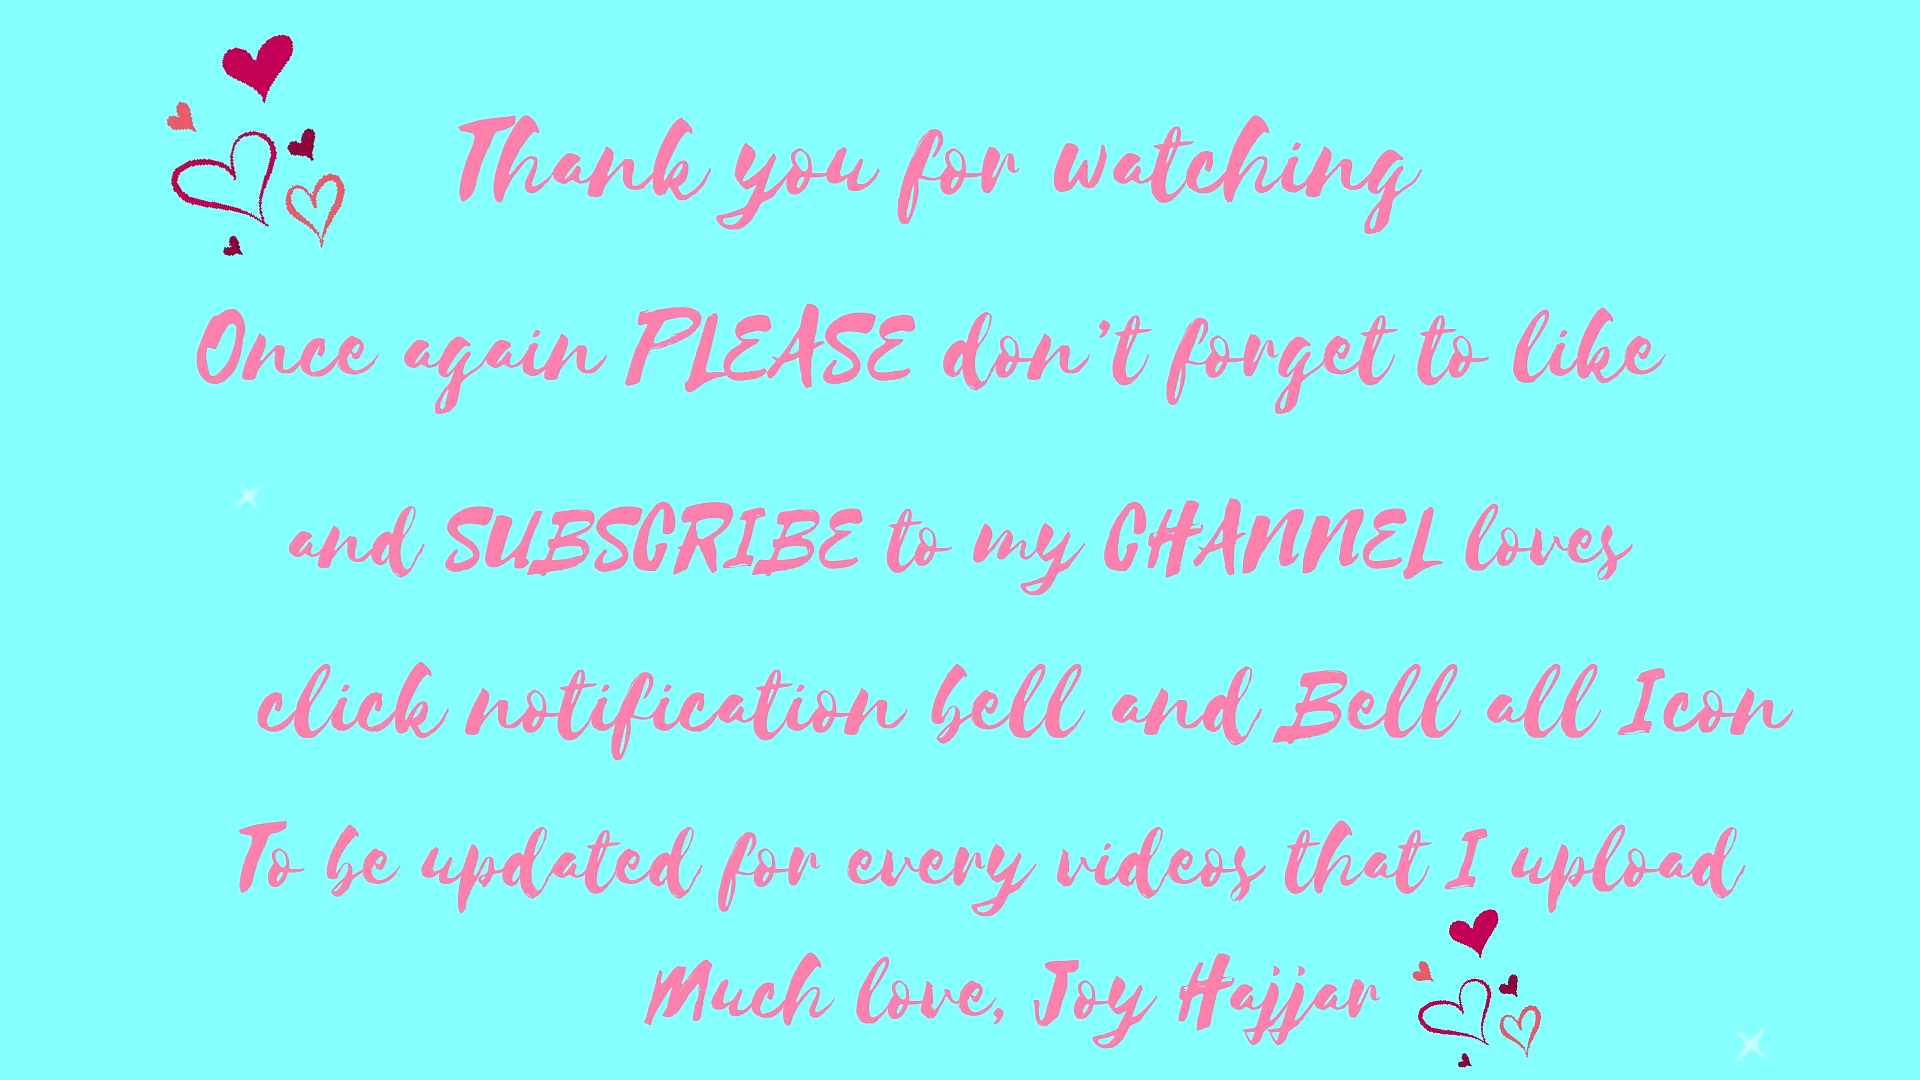 Thank you for watching
Once again PLEASE don't forget to like
and SUBSCRIBE to my CHANNEL loves
click notification bell and Bell all Icon
To be updated for every videos that I upload
Much love, Joy Hajjar